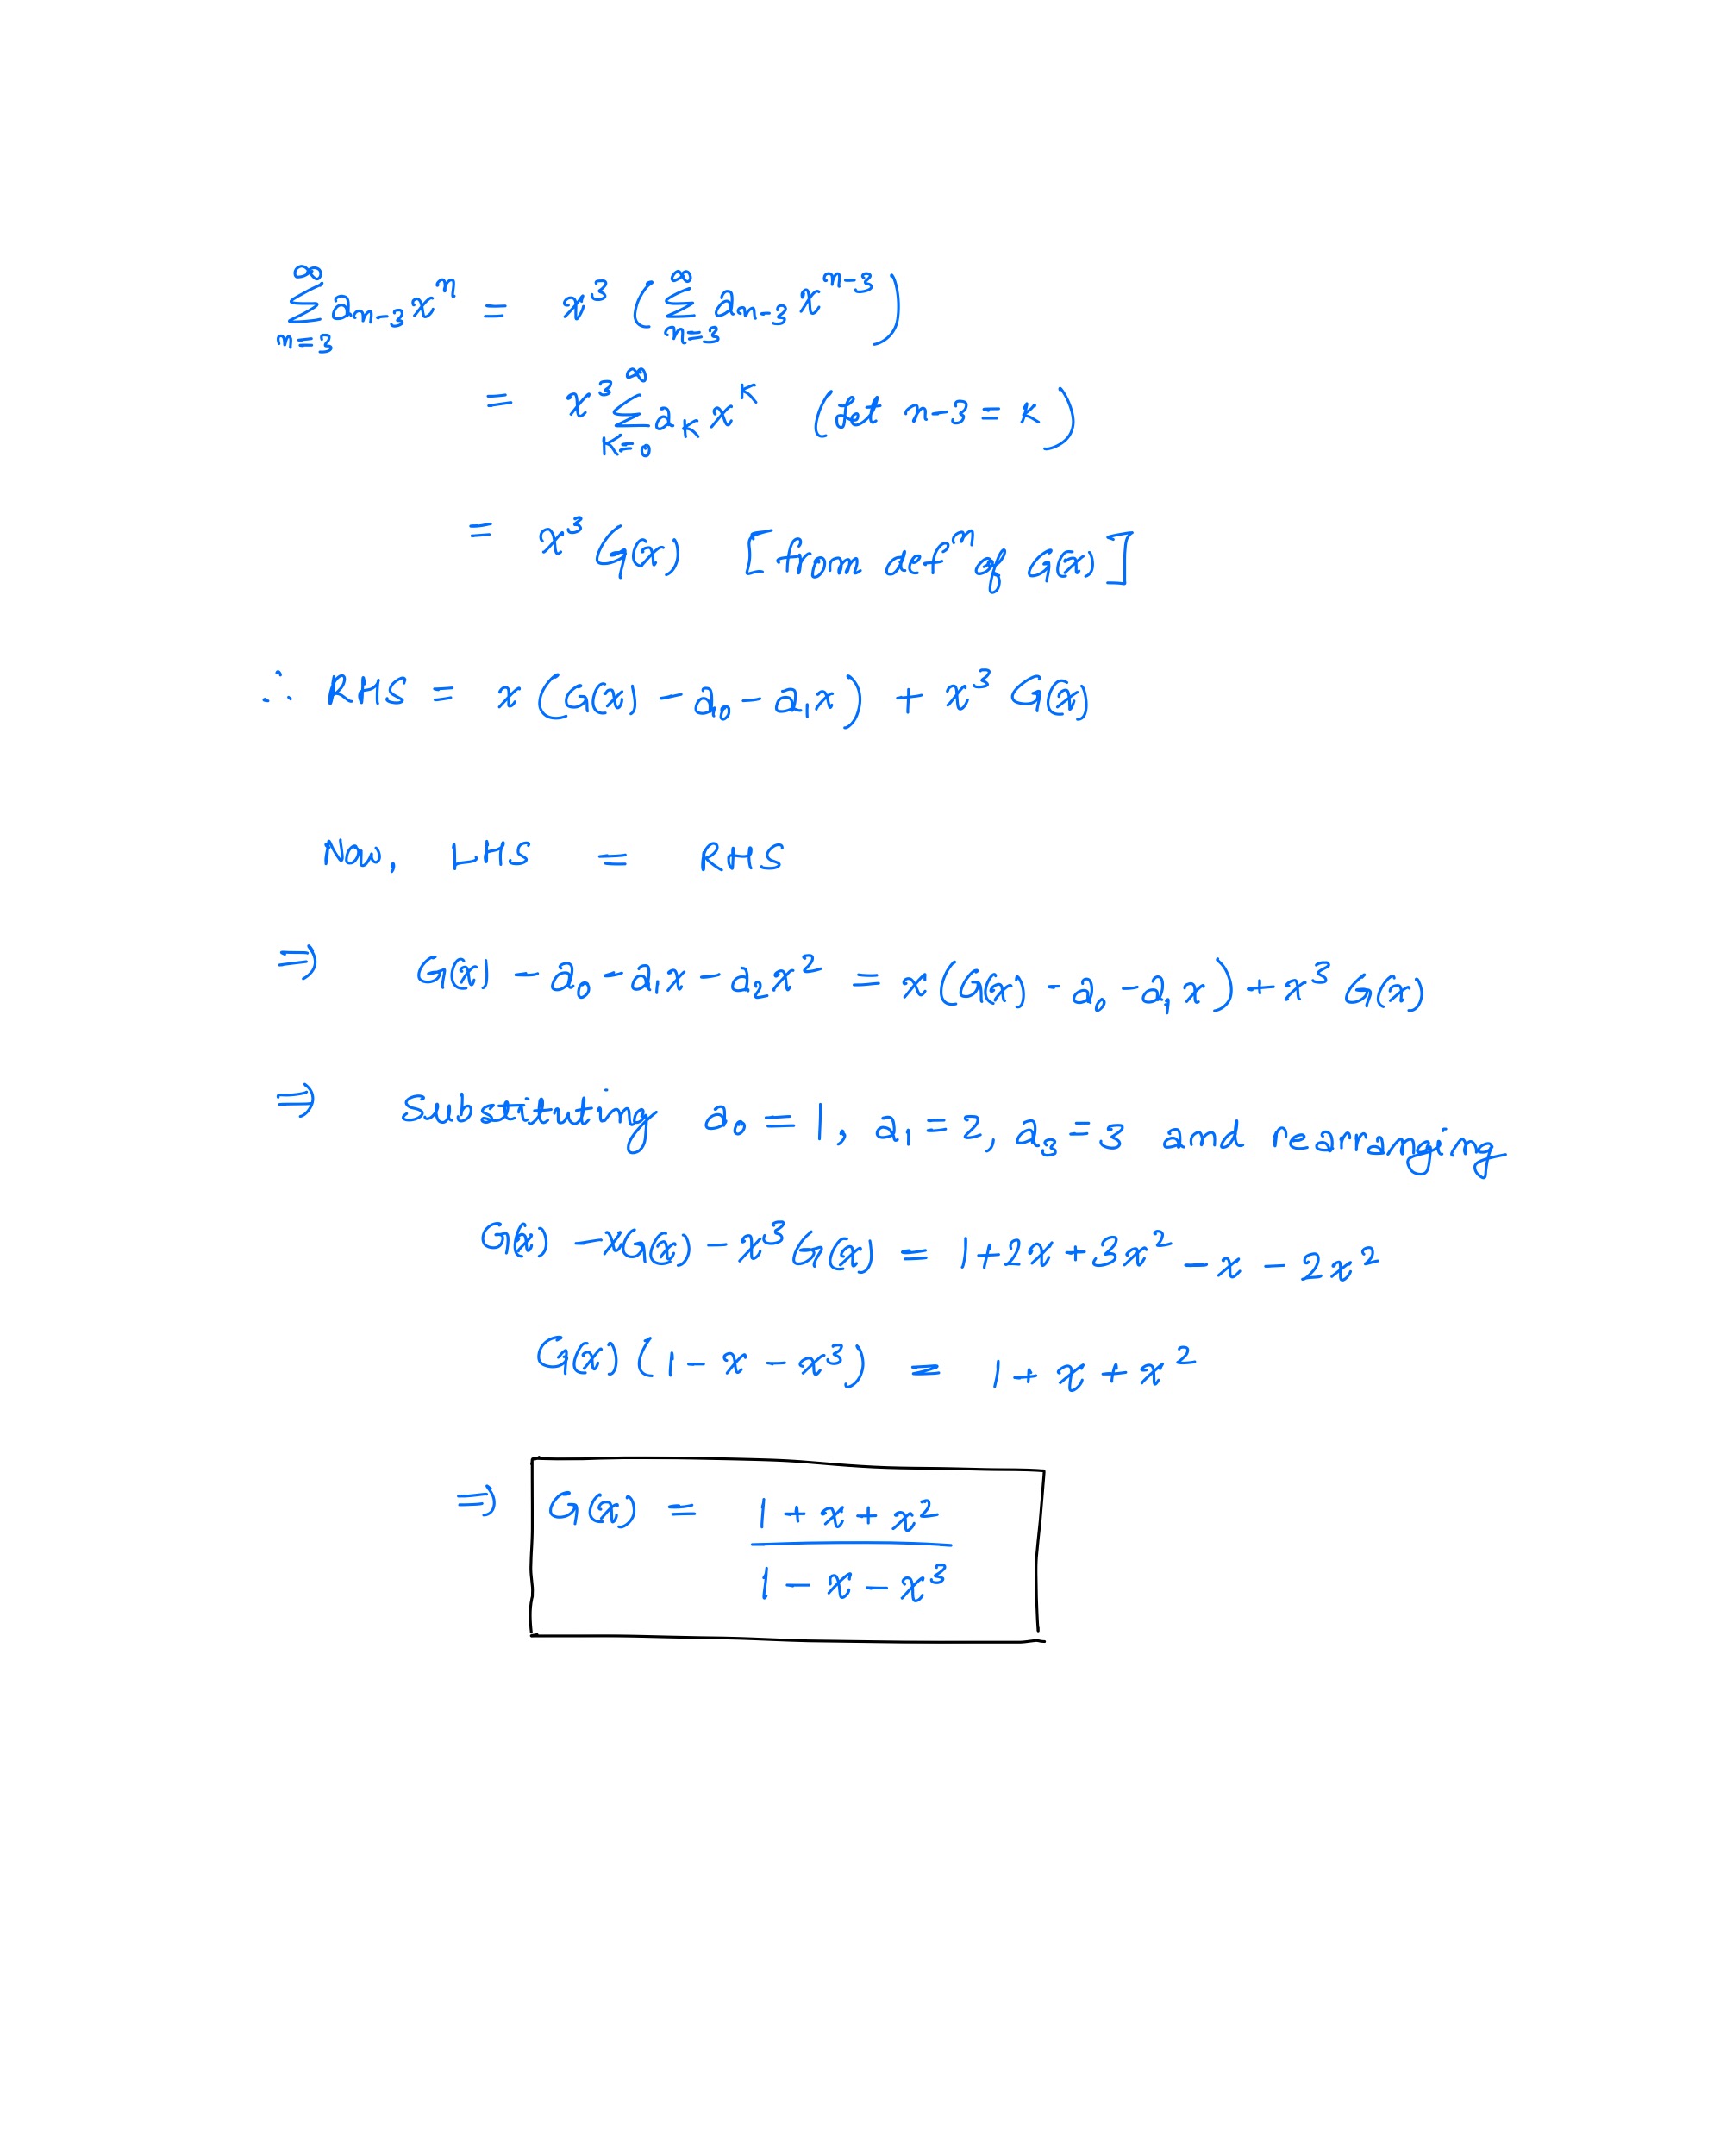 $\sum_{n=3}^{\infty} a_{n-3} x^n = x^3 \left( \sum_{n=3}^{\infty} a_{n-3} x^{n-3} \right)$
$= x^3 \sum_{k=0}^{\infty} a_k x^k$ (Let $n-3 = k$)
$= x^3 G(x)$ [from def$^n$ of $G(x)$]
$\therefore$ RHS $= x (G(x) - a_0 - a_1 x) + x^3 G(x)$
Now, LHS = RHS
$\Rightarrow G(x) - a_0 - a_1 x - a_2 x^2 = x (G(x) - a_0 - a_1 x) + x^3 G(x)$
$\Rightarrow$ Substituting $a_0 = 1, a_1 = 2, a_3 = 3$ and rearranging
$G(x) - x G(x) - x^3 G(x) = 1 + 2x + 3x^2 - x - 2x^2$
$G(x) (1 - x - x^3) = 1 + x + x^2$
$\Rightarrow G(x) = \frac{1 + x + x^2}{1 - x - x^3}$